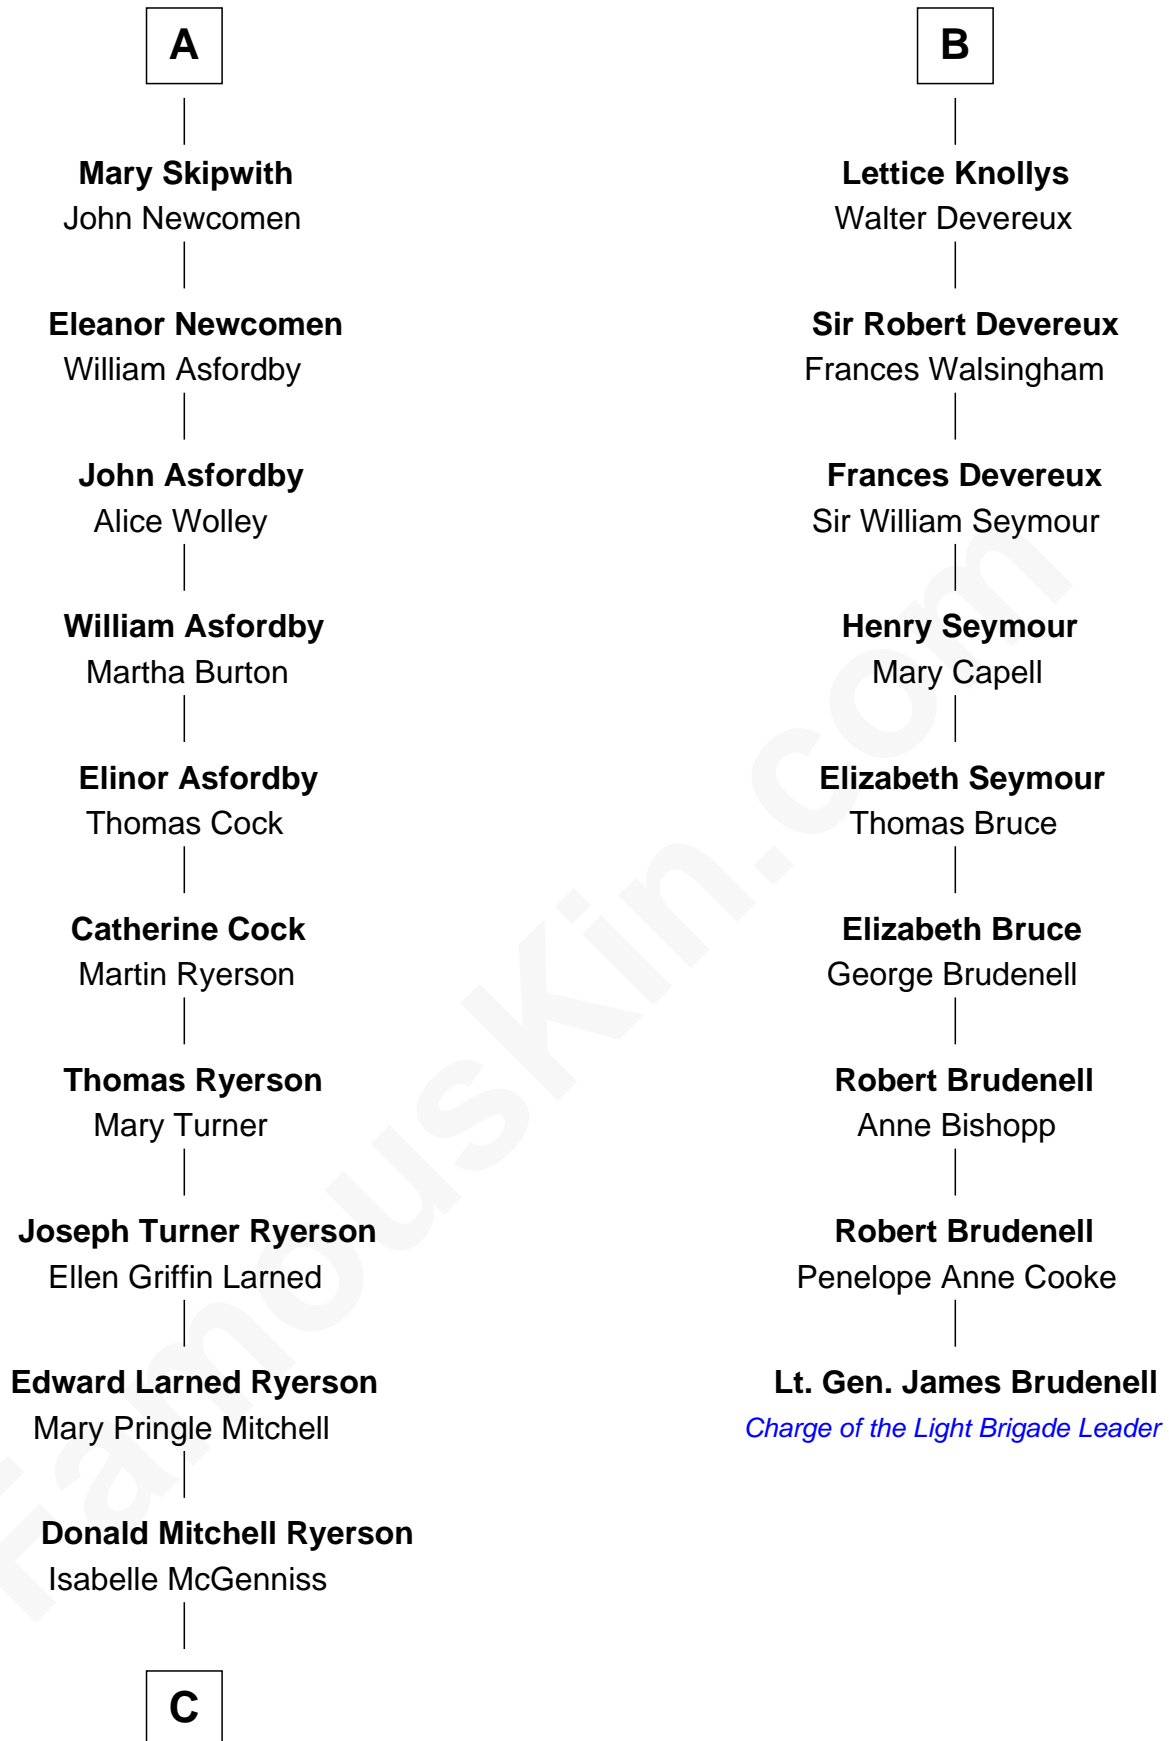 A
Mary Skipwith
John Newcomen
Eleanor Newcomen
William Asfordby
John Asfordby
Alice Wolley
William Asfordby
Martha Burton
Elinor Asfordby
Thomas Cock
Catherine Cock
Martin Ryerson
Thomas Ryerson
Mary Turner
Joseph Turner Ryerson
Ellen Griffin Larned
Edward Larned Ryerson
Mary Pringle Mitchell
Donald Mitchell Ryerson
Isabelle McGenniss
C
B
Lettice Knollys
Walter Devereux
Sir Robert Devereux
Frances Walsingham
Frances Devereux
Sir William Seymour
Henry Seymour
Mary Capell
Elizabeth Seymour
Thomas Bruce
Elizabeth Bruce
George Brudenell
Robert Brudenell
Anne Bishopp
Robert Brudenell
Penelope Anne Cooke
Lt. Gen. James Brudenell
Charge of the Light Brigade Leader
FamousKin.com